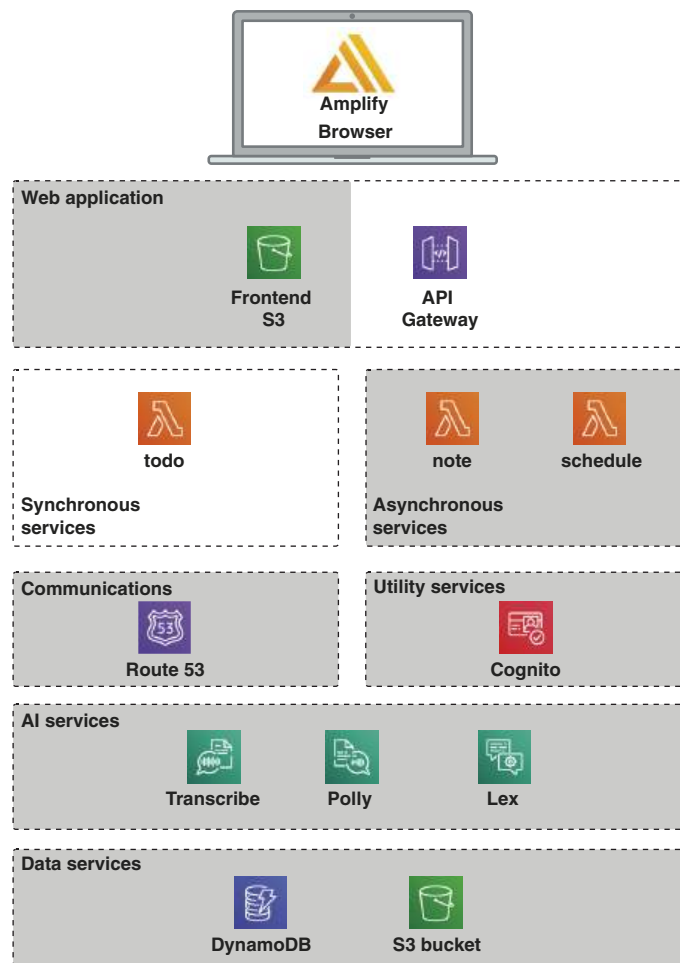 Amplify
Browser
Web application
Frontend
S3
API
Gateway
todo
Synchronous
services
note
schedule
Asynchronous
services
Communications
53
Route 53
Utility services
Cognito
AI services
Transcribe
Polly
Lex
Data services
DynamoDB
S3 bucket